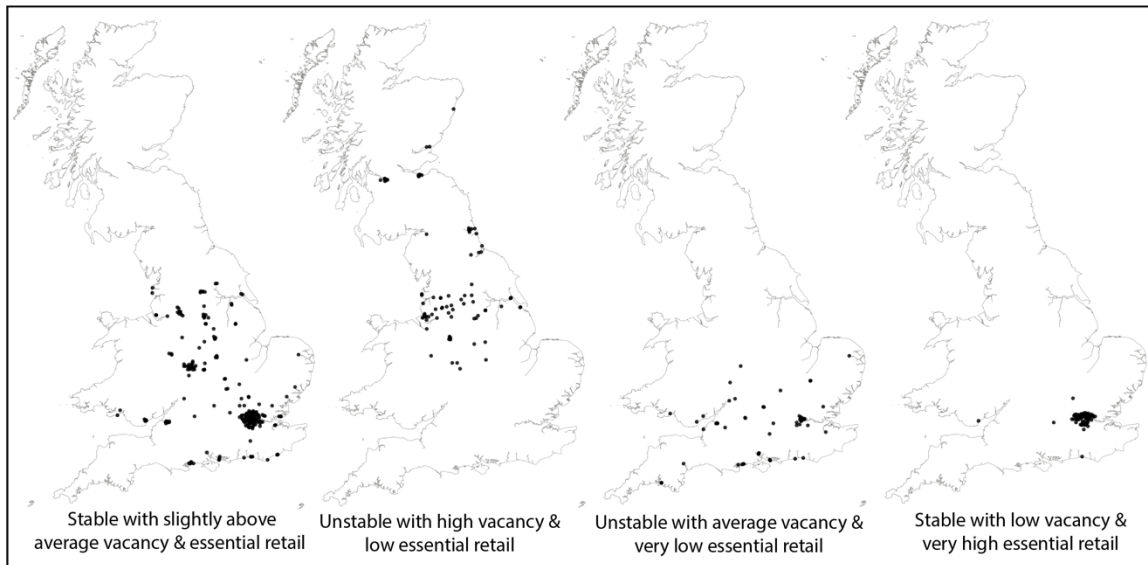 Stable with slightly above
average vacancy & essential retail
Unstable with high vacancy &
low essential retail
Unstable with average vacancy &
very low essential retail
Stable with low vacancy &
very high essential retail